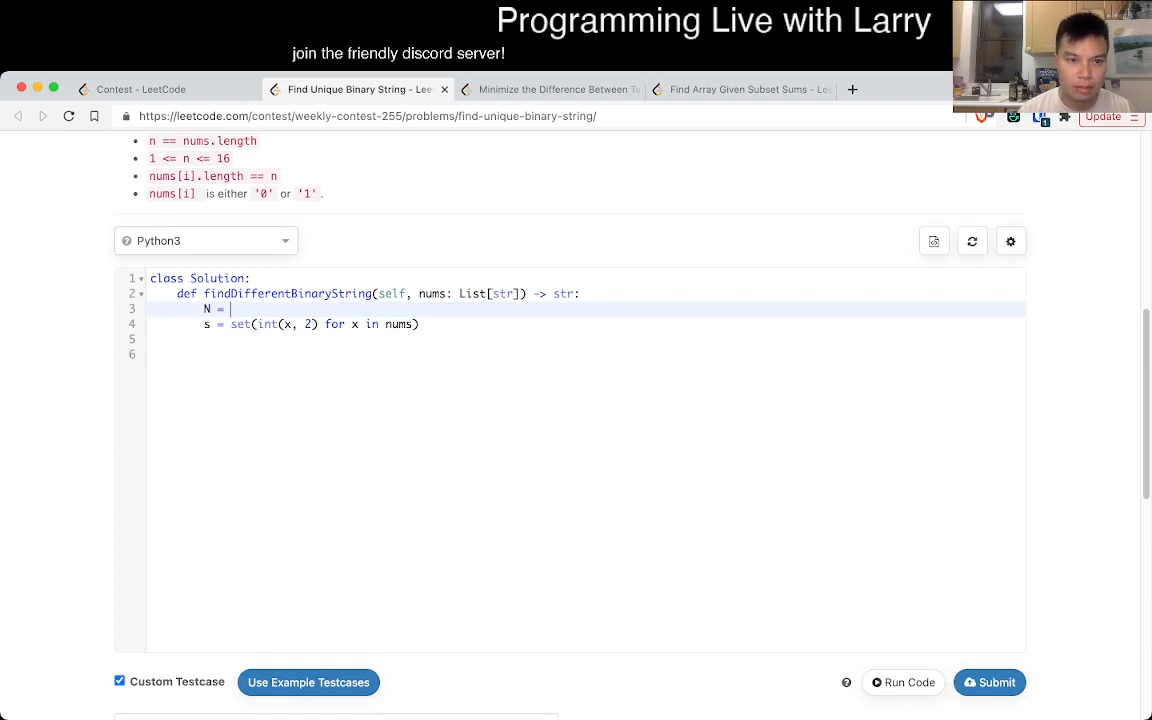 Programming Live with Larry
join the friendly discord server!
Contest - LeetCode
Find Unique Binary String - Lee
Minimize the Difference Between Ta
Find Array Given Subset Sums - Le
https://leetcode.com/contest/weekly-contest-255/problems/find-unique-binary-string/
Update
n == nums.length
1 <= n <= 16
nums[i].length == n
nums[i] is either '0' or '1'.
Python3
1 class Solution:
2 def findDifferentBinaryString(self, nums: List[str]) -> str:
3 N =
4 s = set(int(x, 2) for x in nums)
5
6
Custom Testcase
Use Example Testcases
Run Code
Submit